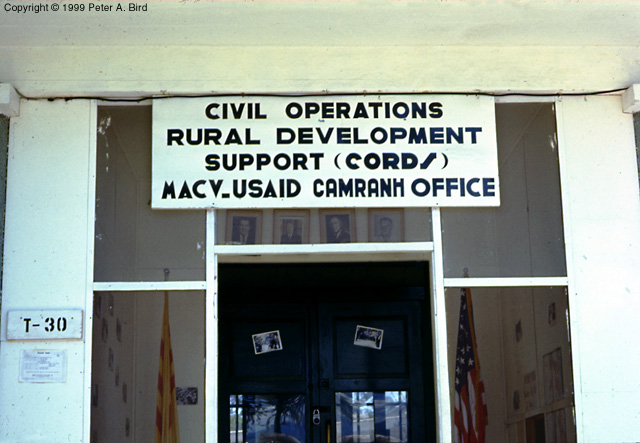 Copyright © 1999 Peter A. Bird
CIVIL OPERATIONS
RURAL DEVELOPMENT
SUPPORT (CORDS)
MACV-USAID CAMRANH OFFICE
T-30